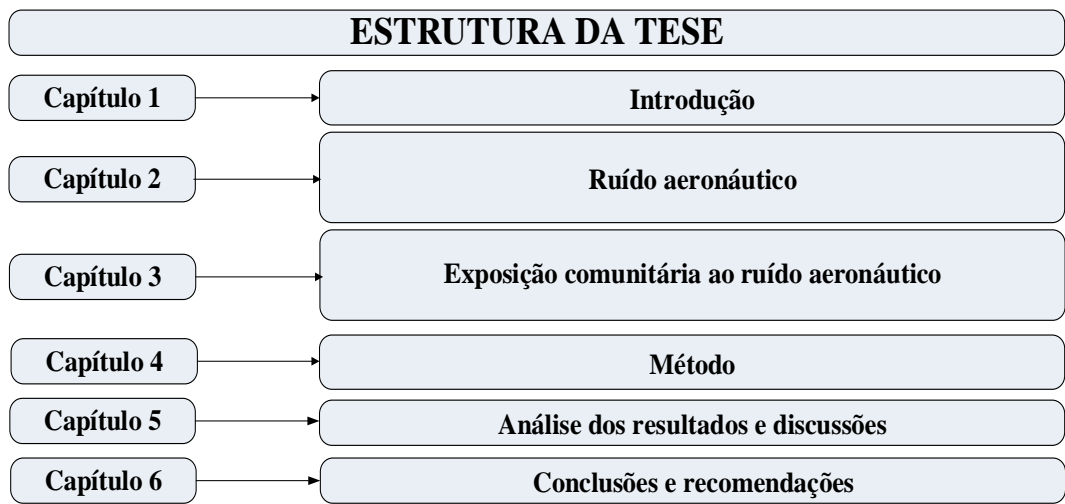 ESTRUTURA DA TESE
Capítulo 1
Introdução
Capítulo 2
Ruído aeronáutico
Capítulo 3
Exposição comunitária ao ruído aeronáutico
Capítulo 4
Método
Capítulo 5
Análise dos resultados e discussões
Capítulo 6
Conclusões e recomendações